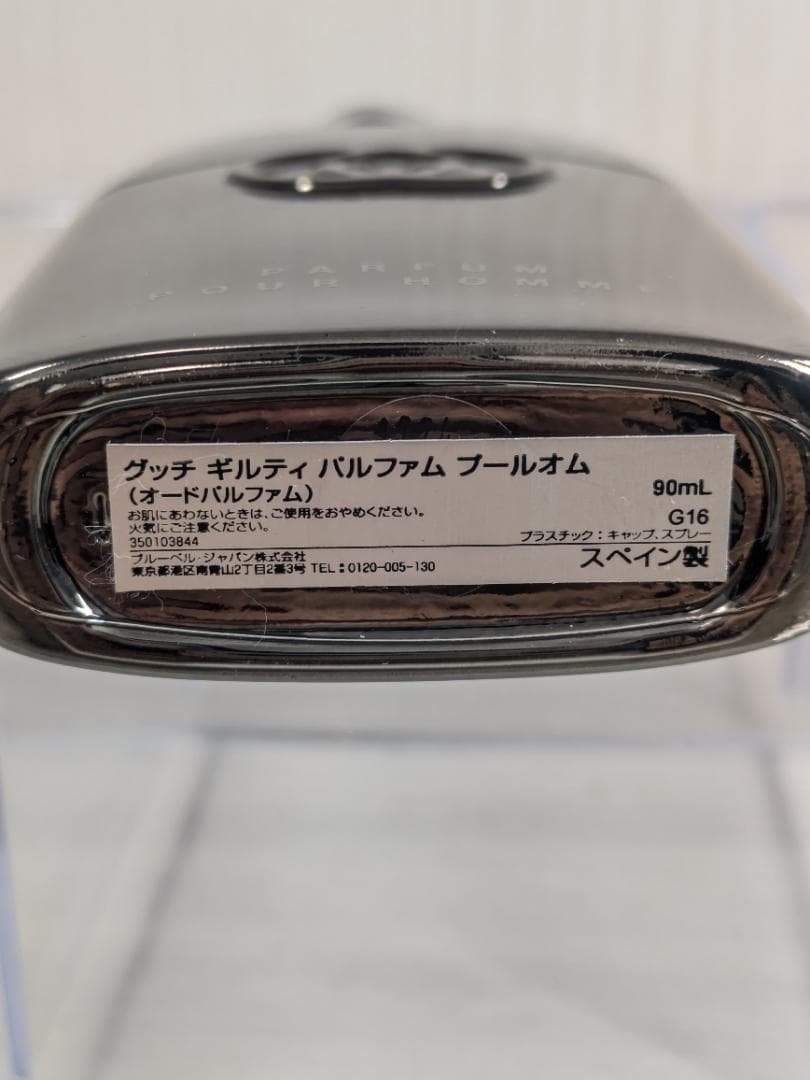 PARFUM
POUR HOMME
グッチ ギルティ パルファム プールオム
（オードパルファム） 90mL
お肌にあわないときは、ご使用をおやめください。
火気にご注意ください。 G16
350103844 プラスチック：キャップ、スプレー
ブルーベル・ジャパン株式会社 スペイン製
東京都港区南青山2丁目2番3号 TEL：0120-005-130